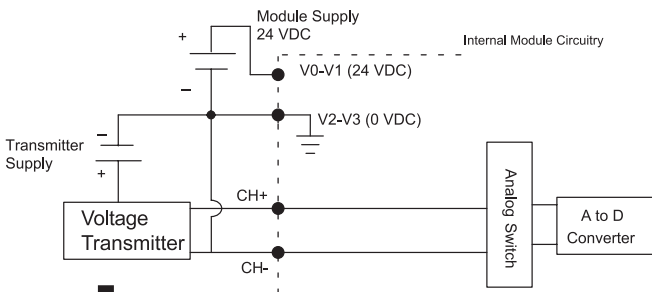 Module Supply
24 VDC
+
Internal Module Circuitry
V0-V1 (24 VDC)
–
V2-V3 (0 VDC)
–
Transmitter
Supply
+
CH+
Voltage
Transmitter
CH-
Analog Switch
A to D
Converter